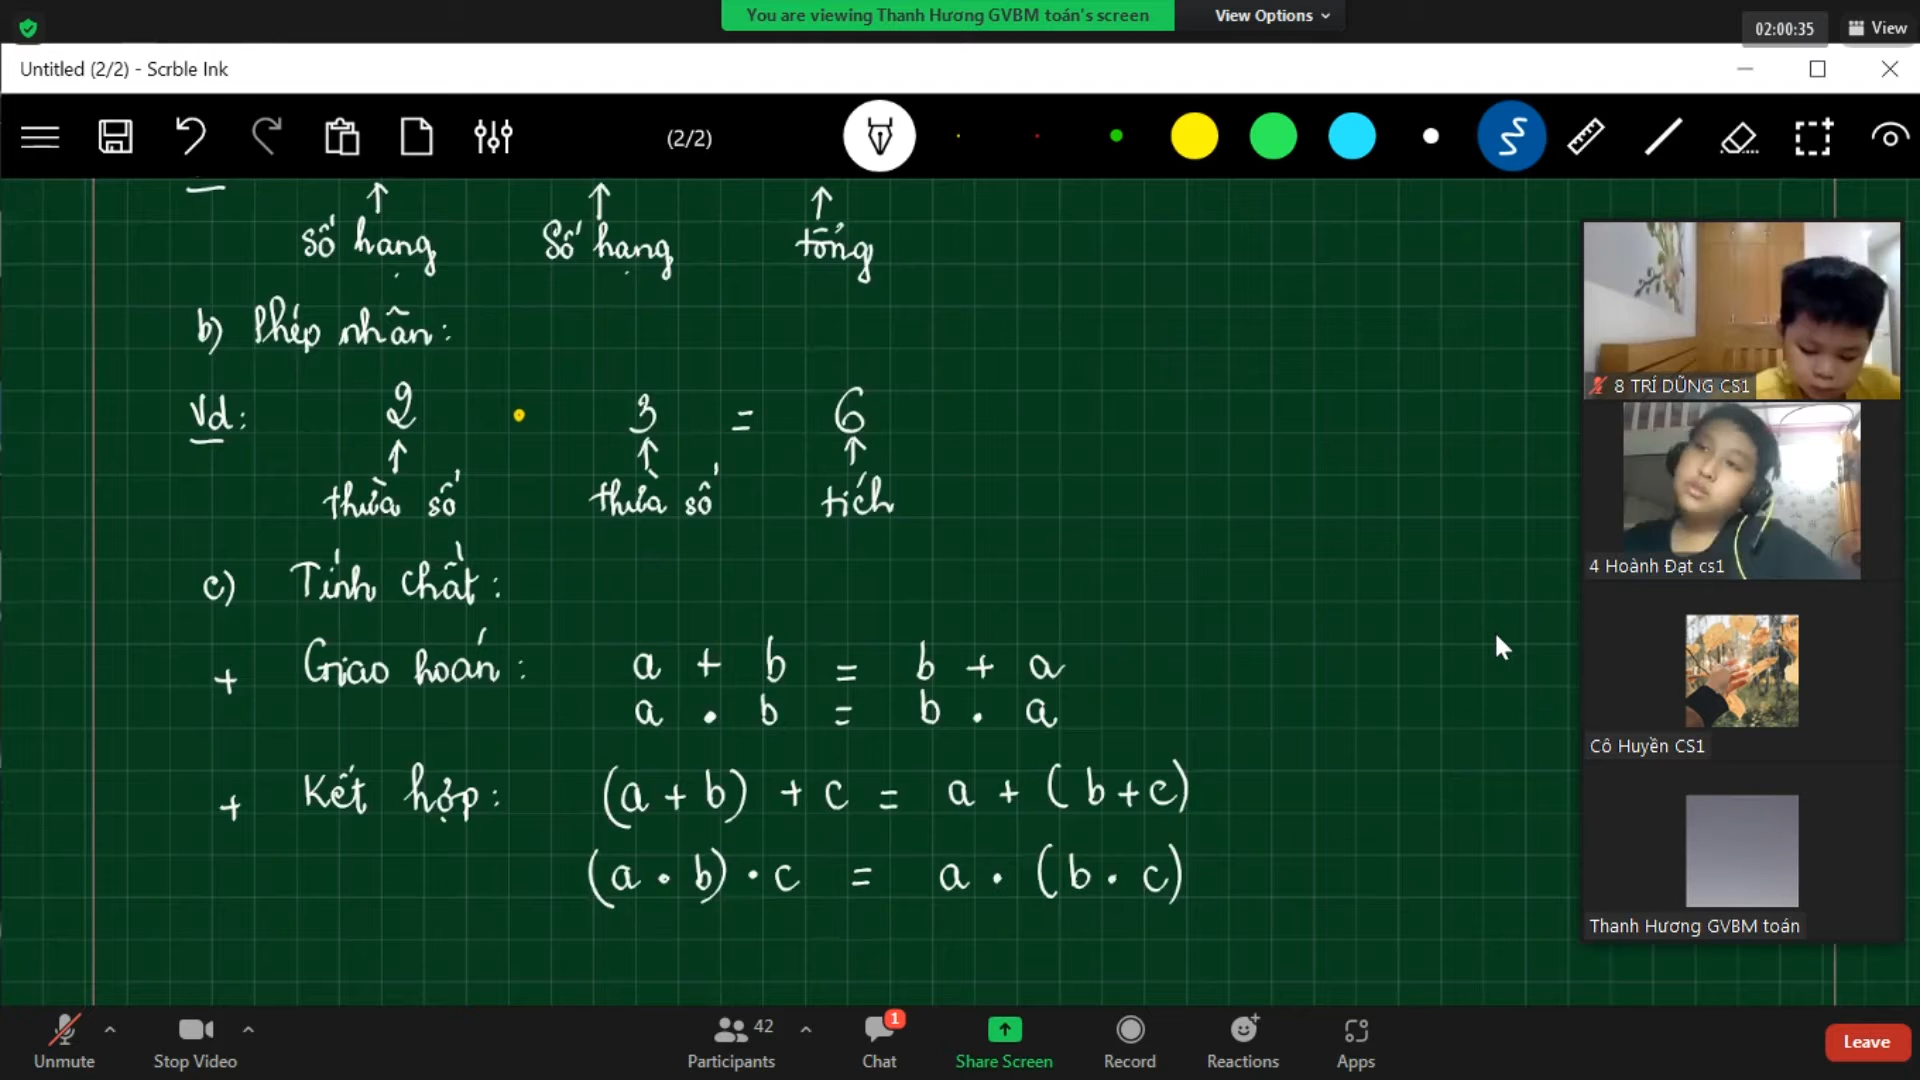 You are viewing Thanh Hương GVBM toán's screen
View Options
02:00:35
View
Untitled (2/2) - Scrble Ink
(2/2)
số hạng Số hạng tổng
b) Phép nhân:
Vd: 2 . 3 = 6
thừa số thừa số tích
c) Tính chất:
+ Giao hoán: a + b = b + a
a . b = b . a
+ Kết hợp: (a + b) + c = a + (b+c)
(a . b) . c = a . (b . c)
8 TRÍ DŨNG CS1
4 Hoành Đạt cs1
Cô Huyền CS1
Thanh Hương GVBM toán
Unmute
Stop Video
42
Participants
1
Chat
Share Screen
Record
Reactions
Apps
Leave